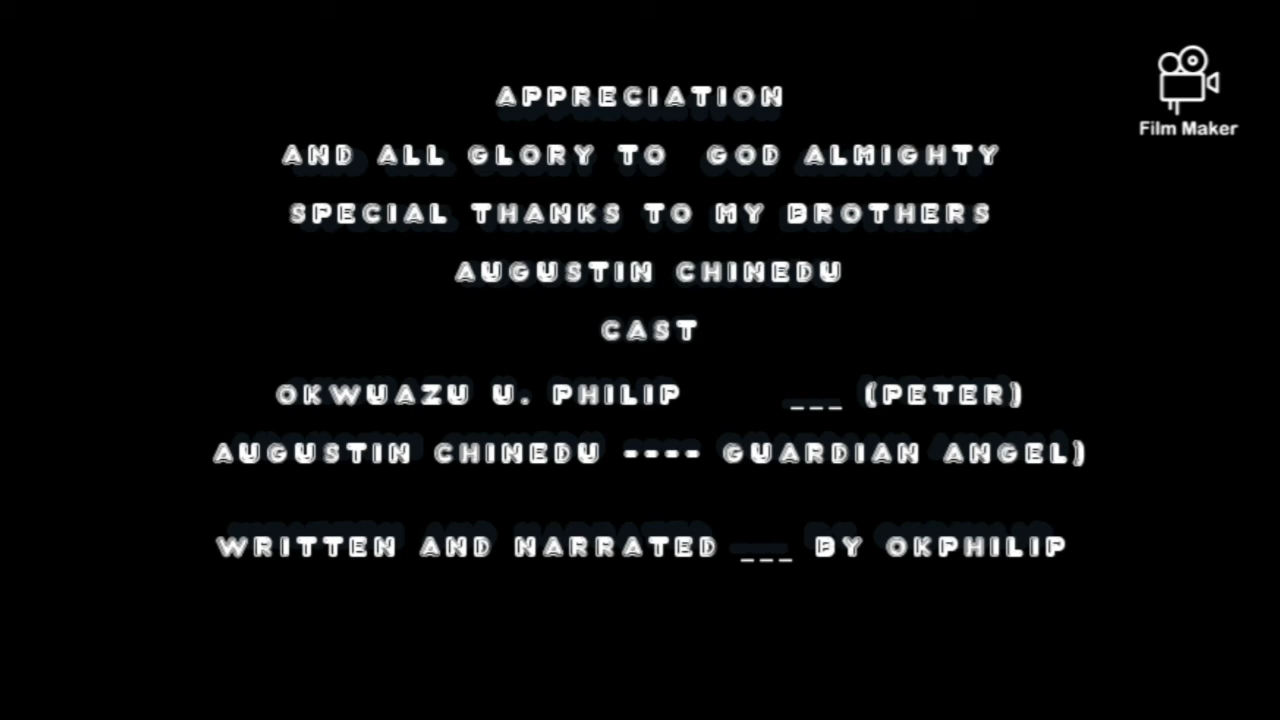 APPRECIATION
AND ALL GLORY TO GOD ALMIGHTY
SPECIAL THANKS TO MY BROTHERS
AUGUSTIN CHINEDU
CAST
OKWUAZU U. PHILIP ___ (PETER)
AUGUSTIN CHINEDU ---- GUARDIAN ANGEL)
WRITTEN AND NARRATED ___ BY OKPHILIP
Film Maker